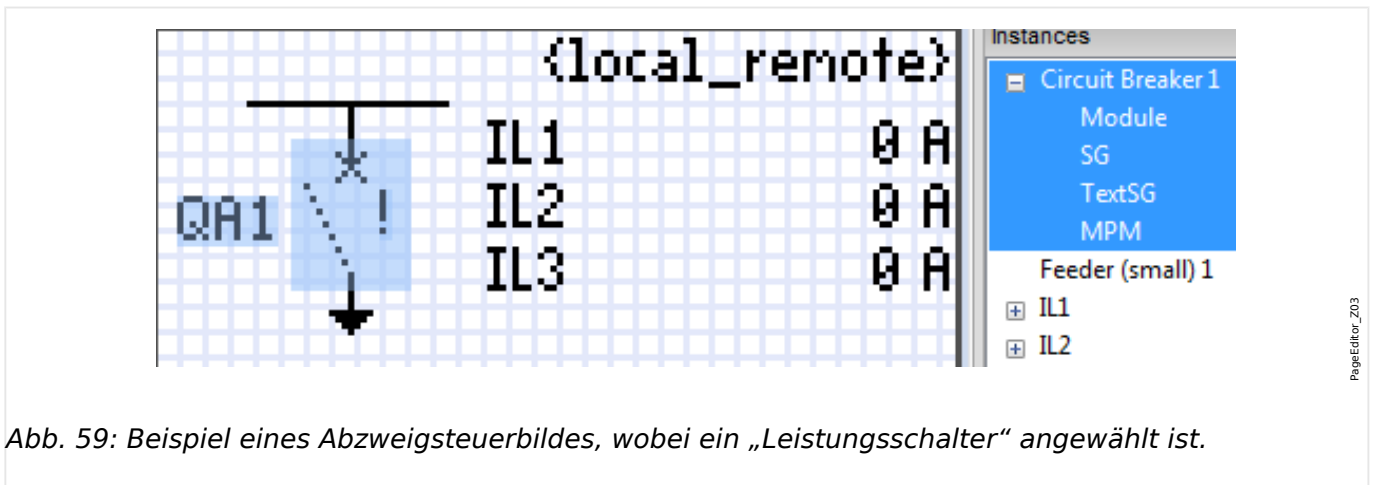 {local_remote}
IL1 0 A
QA1 ! IL2 0 A
IL3 0 A
Instances
Circuit Breaker 1
Module
SG
TextSG
MPM
Feeder (small) 1
IL1
IL2
PageEditor_Z03
Abb. 59: Beispiel eines Abzweigsteuerbildes, wobei ein „Leistungsschalter“ angewählt ist.